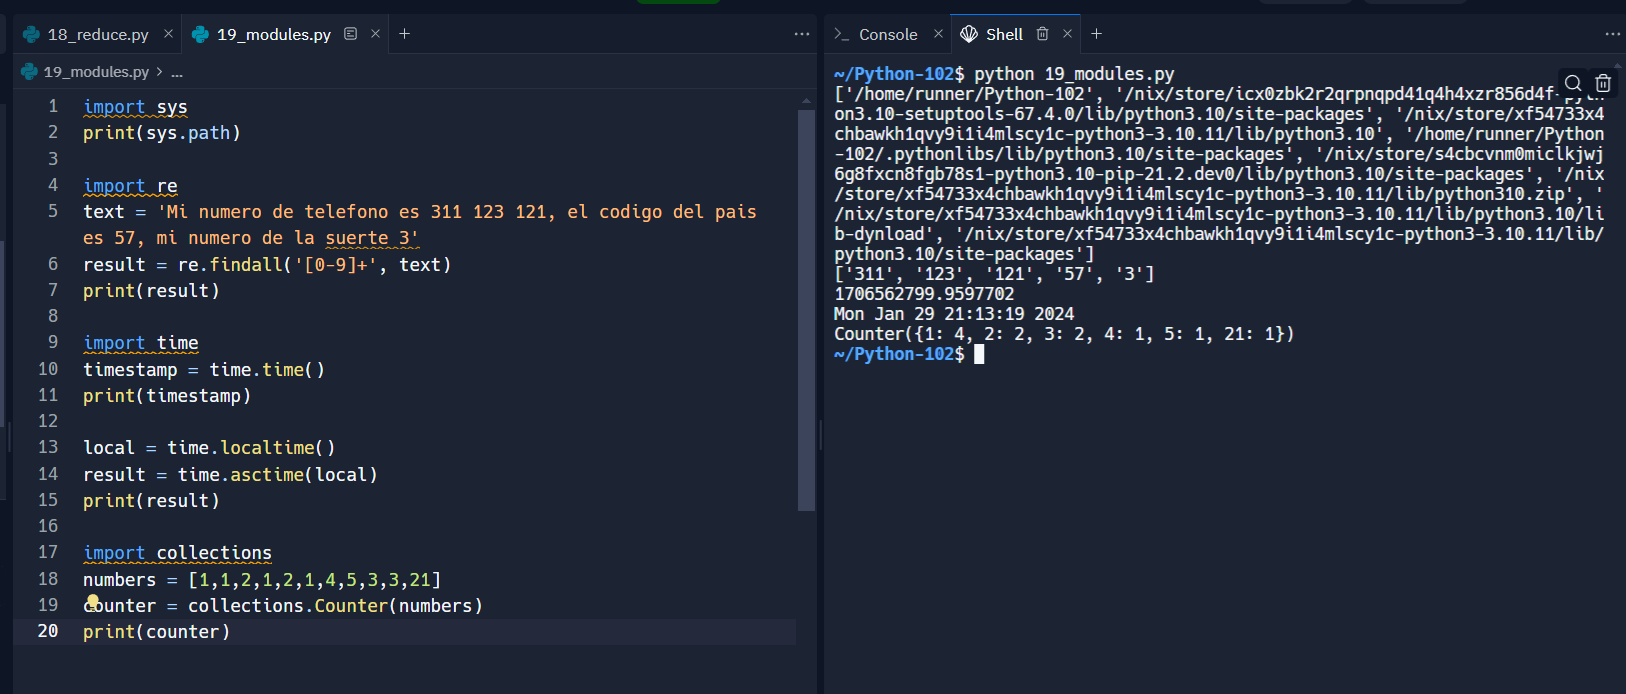 18_reduce.py
19_modules.py
19_modules.py > ...
1 import sys
2 print(sys.path)
3
4 import re
5 text = 'Mi numero de telefono es 311 123 121, el codigo del pais
es 57, mi numero de la suerte 3'
6 result = re.findall('[0-9]+', text)
7 print(result)
8
9 import time
10 timestamp = time.time()
11 print(timestamp)
12
13 local = time.localtime()
14 result = time.asctime(local)
15 print(result)
16
17 import collections
18 numbers = [1,1,2,1,2,1,4,5,3,3,21]
19 counter = collections.Counter(numbers)
20 print(counter)
Console
Shell
~/Python-102$ python 19_modules.py
['/home/runner/Python-102', '/nix/store/icx0zbk2r2qrpnqpd41q4h4xzr856d4f-pyth
on3.10-setuptools-67.4.0/lib/python3.10/site-packages', '/nix/store/xf54733x4
chbawkh1qvy9i1i4mlscy1c-python3-3.10.11/lib/python3.10', '/home/runner/Python
-102/.pythonlibs/lib/python3.10/site-packages', '/nix/store/s4cbcvnm0miclkjwj
6g8fxcn8fgb78s1-python3.10-pip-21.2.dev0/lib/python3.10/site-packages', '/nix
/store/xf54733x4chbawkh1qvy9i1i4mlscy1c-python3-3.10.11/lib/python310.zip', '
/nix/store/xf54733x4chbawkh1qvy9i1i4mlscy1c-python3-3.10.11/lib/python3.10/li
b-dynload', '/nix/store/xf54733x4chbawkh1qvy9i1i4mlscy1c-python3-3.10.11/lib/
python3.10/site-packages']
['311', '123', '121', '57', '3']
1706562799.9597702
Mon Jan 29 21:13:19 2024
Counter({1: 4, 2: 2, 3: 2, 4: 1, 5: 1, 21: 1})
~/Python-102$